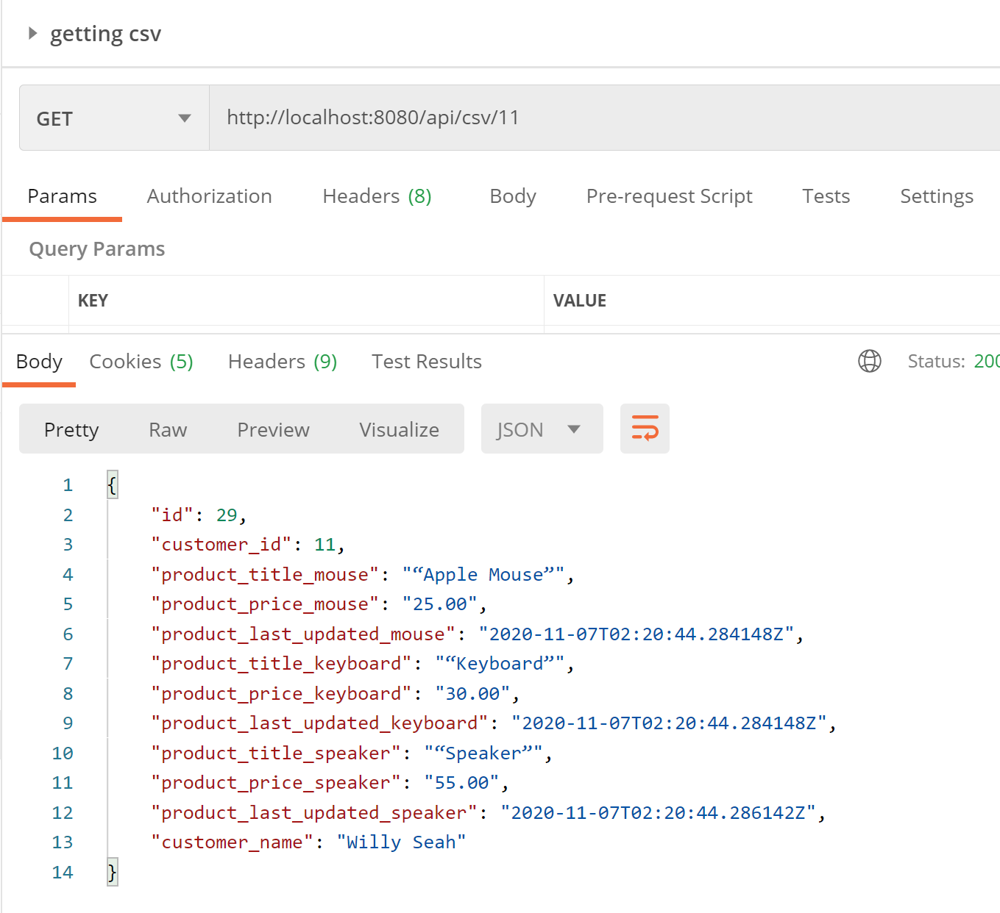 getting csv
GET http://localhost:8080/api/csv/11
Params Authorization Headers (8) Body Pre-request Script Tests Settings
Query Params
KEY VALUE
Body Cookies (5) Headers (9) Test Results Status: 200
Pretty Raw Preview Visualize JSON
1 {
2 "id": 29,
3 "customer_id": 11,
4 "product_title_mouse": "“Apple Mouse”",
5 "product_price_mouse": "25.00",
6 "product_last_updated_mouse": "2020-11-07T02:20:44.284148Z",
7 "product_title_keyboard": "“Keyboard”",
8 "product_price_keyboard": "30.00",
9 "product_last_updated_keyboard": "2020-11-07T02:20:44.284148Z",
10 "product_title_speaker": "“Speaker”",
11 "product_price_speaker": "55.00",
12 "product_last_updated_speaker": "2020-11-07T02:20:44.286142Z",
13 "customer_name": "Willy Seah"
14 }